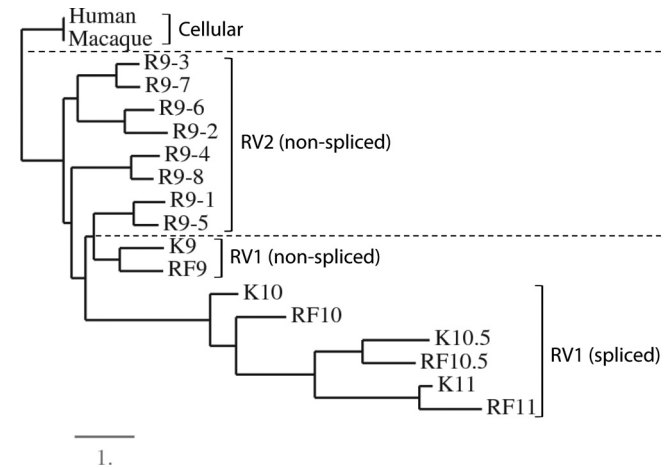 Human
Macaque
Cellular
R9-3
R9-7
R9-6
R9-2
R9-4
R9-8
R9-1
R9-5
RV2 (non-spliced)
K9
RF9
RV1 (non-spliced)
K10
RF10
K10.5
RF10.5
K11
RF11
RV1 (spliced)
1.